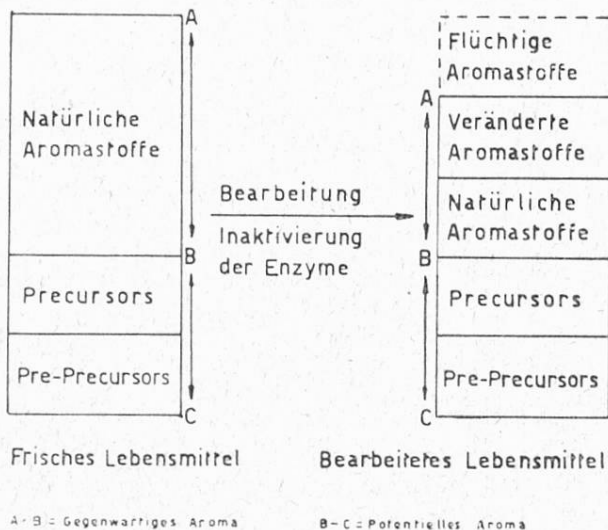 A
Natürliche
Aromastoffe
B
Precursors
Pre-Precursors
C
Frisches Lebensmittel
Bearbeitung
Inaktivierung
der Enzyme
Flüchtige
Aromastoffe
A
Veränderte
Aromastoffe
Natürliche
Aromastoffe
B
Precursors
Pre-Precursors
C
Bearbeitetes Lebensmittel
A-B = Gegenwartiges Aroma
B-C = Potentielles Aroma